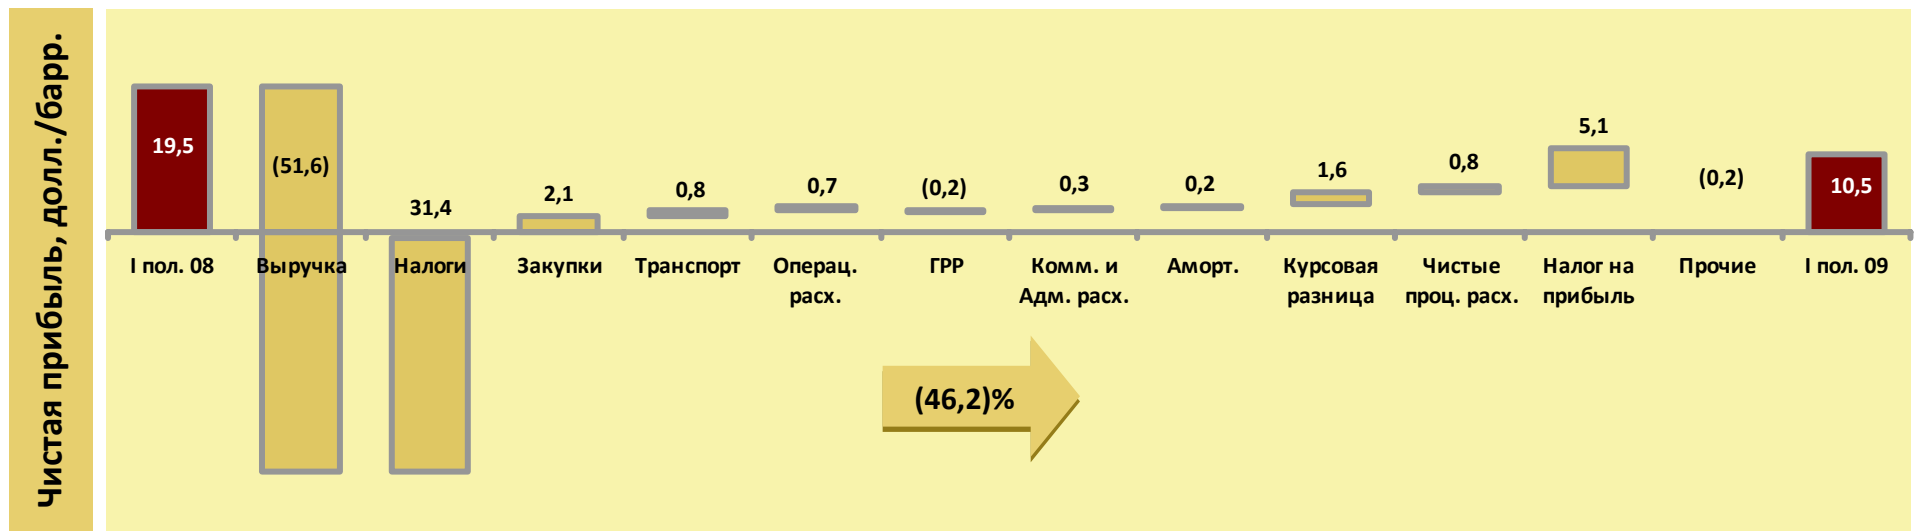 Чистая прибыль, долл./барр.
19,5
(51,6)
31,4
2,1
0,8
0,7
(0,2)
0,3
0,2
1,6
0,8
5,1
(0,2)
10,5
I пол. 08
Выручка
Налоги
Закупки
Транспорт
Операц.
расх.
ГРР
Комм. и
Адм. расх.
Аморт.
Курсовая
разница
Чистые
проц. расх.
Налог на
прибыль
Прочие
I пол. 09
(46,2)%